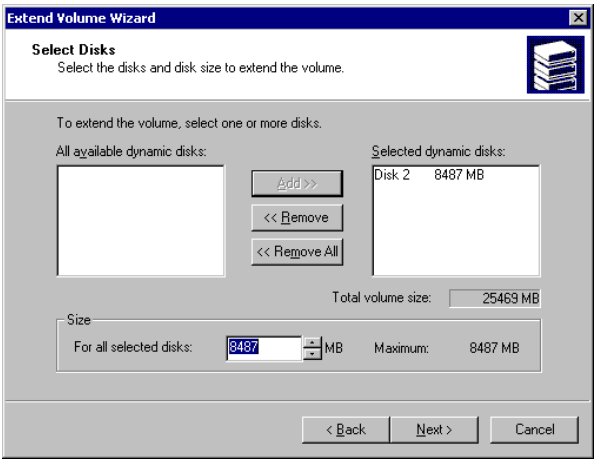 Extend Volume Wizard
Select Disks
Select the disks and disk size to extend the volume.
To extend the volume, select one or more disks.
All available dynamic disks:
Selected dynamic disks:
Disk 2 8487 MB
Add >>
<< Remove
<< Remove All
Total volume size: 25469 MB
Size
For all selected disks: 8487 MB Maximum: 8487 MB
< Back Next > Cancel